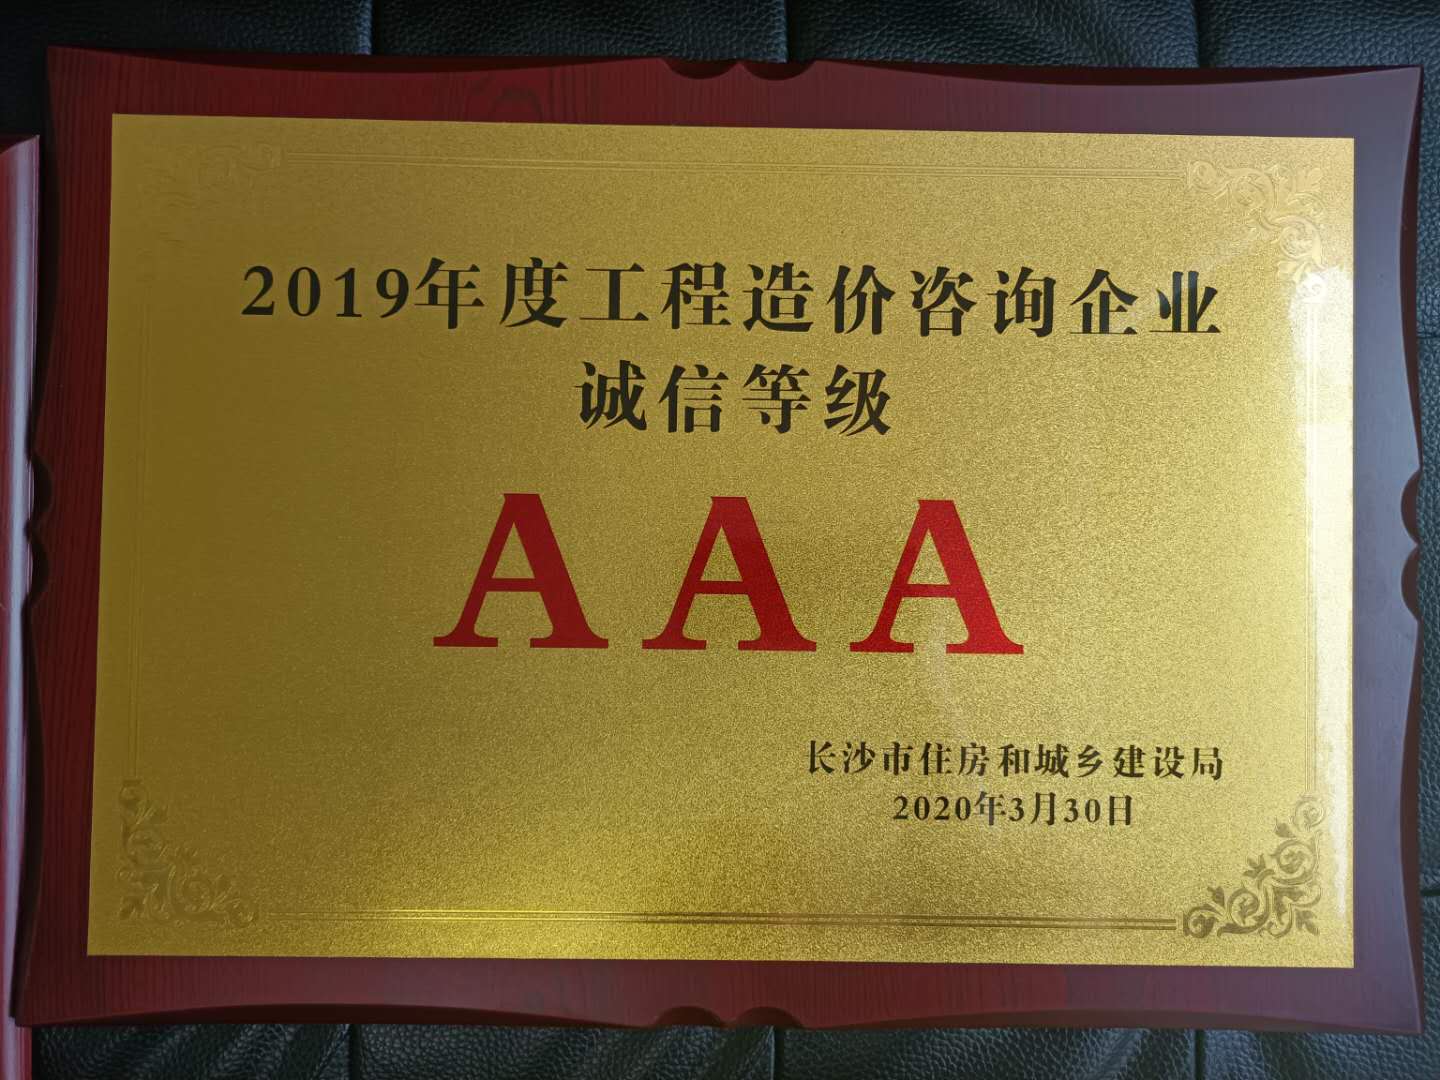 2019年度工程造价咨询企业
诚信等级
AAA
长沙市住房和城乡建设局
2020年3月30日